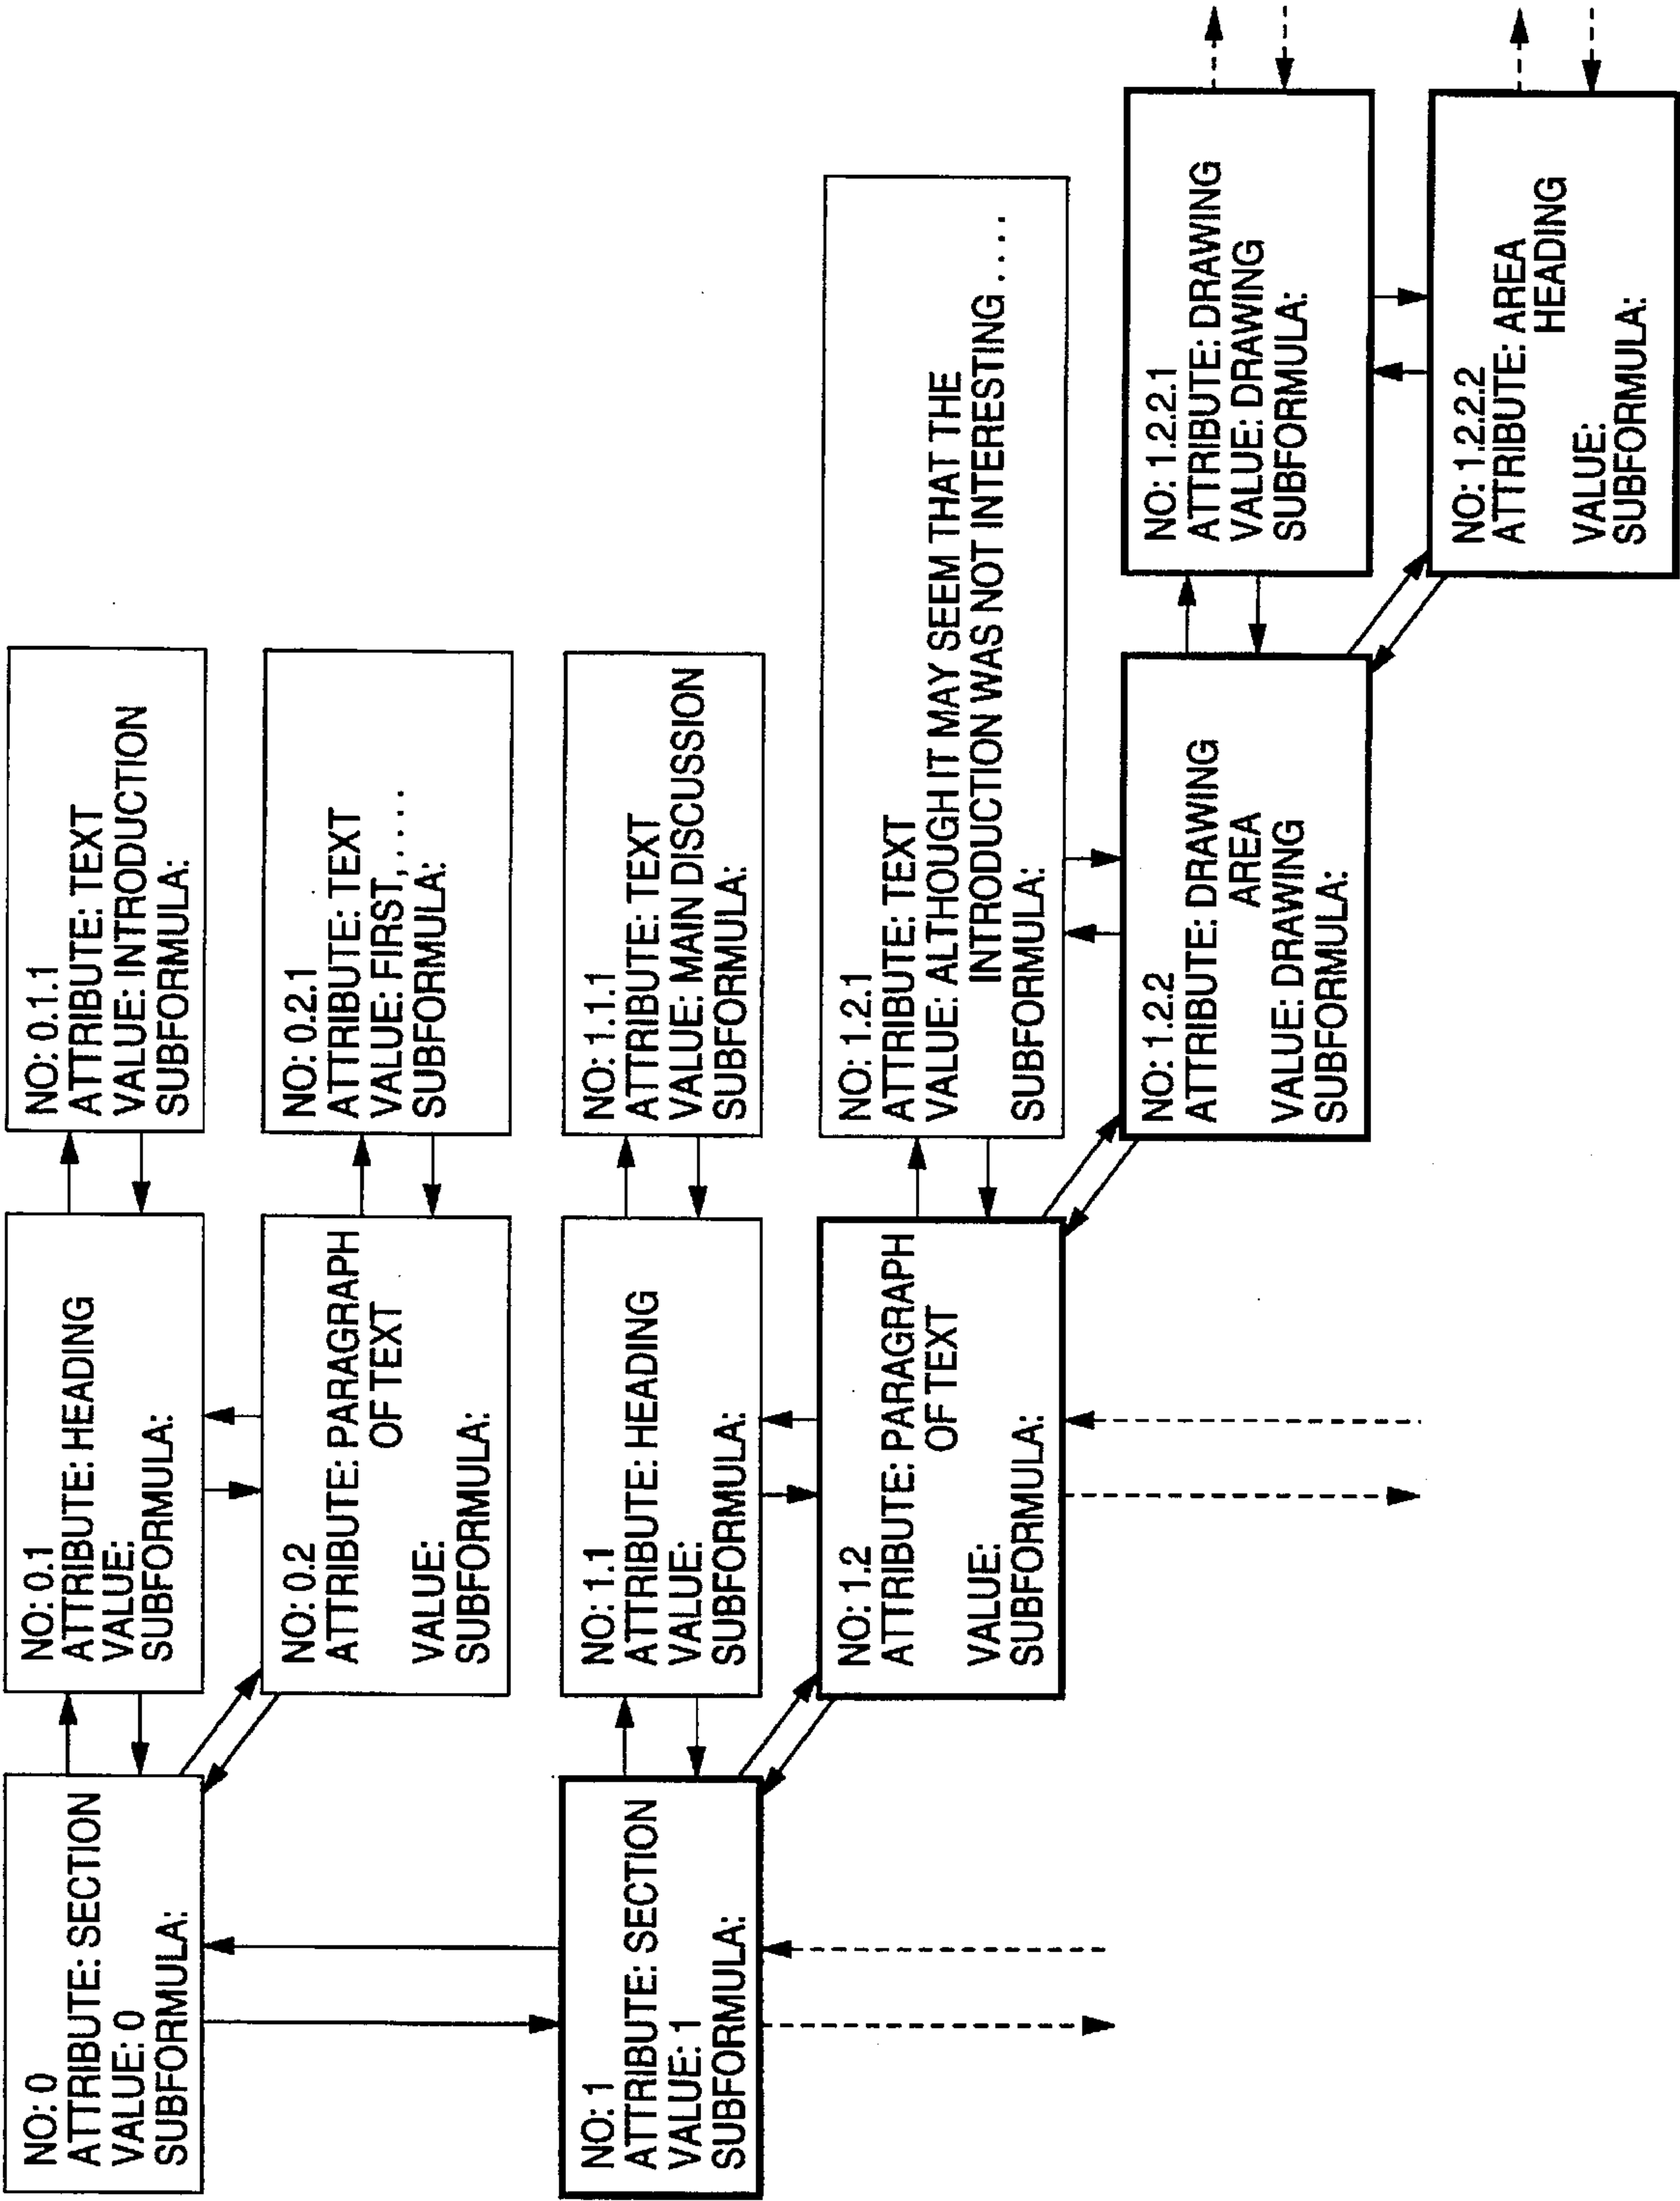 NO: 0
ATTRIBUTE: SECTION
VALUE: 0
SUBFORMULA:
NO: 0.1
ATTRIBUTE: HEADING
VALUE:
SUBFORMULA:
NO: 0.1.1
ATTRIBUTE: TEXT
VALUE: INTRODUCTION
SUBFORMULA:
NO: 0.2
ATTRIBUTE: PARAGRAPH
OF TEXT
VALUE:
SUBFORMULA:
NO: 0.2.1
ATTRIBUTE: TEXT
VALUE: FIRST, . . . .
SUBFORMULA:
NO: 1
ATTRIBUTE: SECTION
VALUE: 1
SUBFORMULA:
NO: 1.1
ATTRIBUTE: HEADING
VALUE:
SUBFORMULA:
NO: 1.1.1
ATTRIBUTE: TEXT
VALUE: MAIN DISCUSSION
SUBFORMULA:
NO: 1.2
ATTRIBUTE: PARAGRAPH
OF TEXT
VALUE:
SUBFORMULA:
NO: 1.2.1
ATTRIBUTE: TEXT
VALUE: ALTHOUGH IT MAY SEEM THAT THE
INTRODUCTION WAS NOT INTERESTING . . . .
SUBFORMULA:
NO: 1.2.2
ATTRIBUTE: DRAWING
AREA
VALUE: DRAWING
SUBFORMULA:
NO: 1.2.2.1
ATTRIBUTE: DRAWING
VALUE: DRAWING
SUBFORMULA:
NO: 1.2.2.2
ATTRIBUTE: AREA
HEADING
VALUE:
SUBFORMULA: